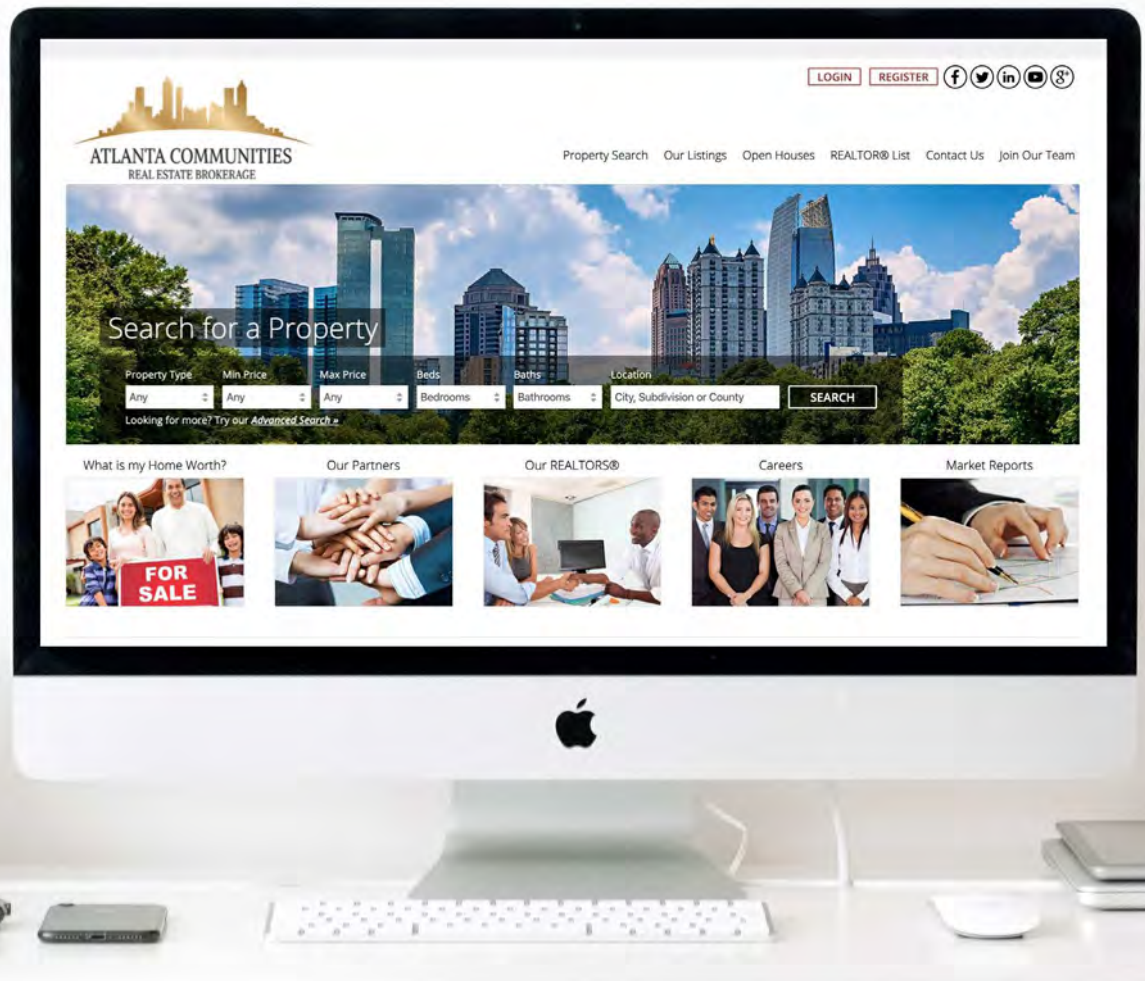 LOGIN REGISTER
ATLANTA COMMUNITIES
REAL ESTATE BROKERAGE
Property Search Our Listings Open Houses REALTOR® List Contact Us Join Our Team
Search for a Property
Property Type Min Price Max Price Beds Baths Location
Any Any Any Bedrooms Bathrooms City, Subdivision or County SEARCH
Looking for more? Try our Advanced Search »
What is my Home Worth? Our Partners Our REALTORS® Careers Market Reports
FOR
SALE